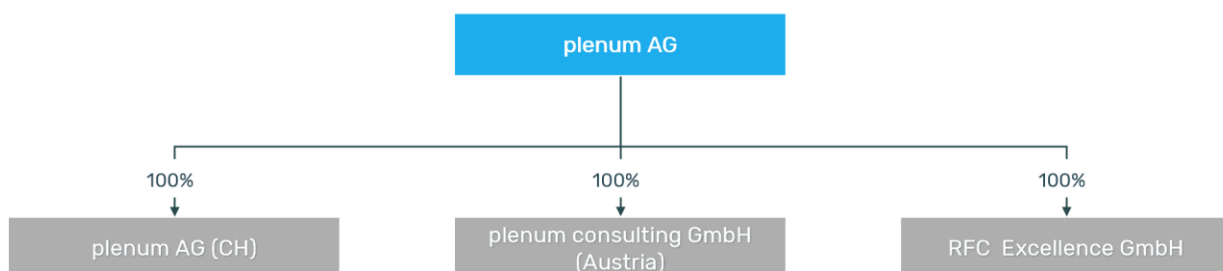 plenum AG
100%
100%
100%
plenum AG (CH)
plenum consulting GmbH
(Austria)
RFC Excellence GmbH